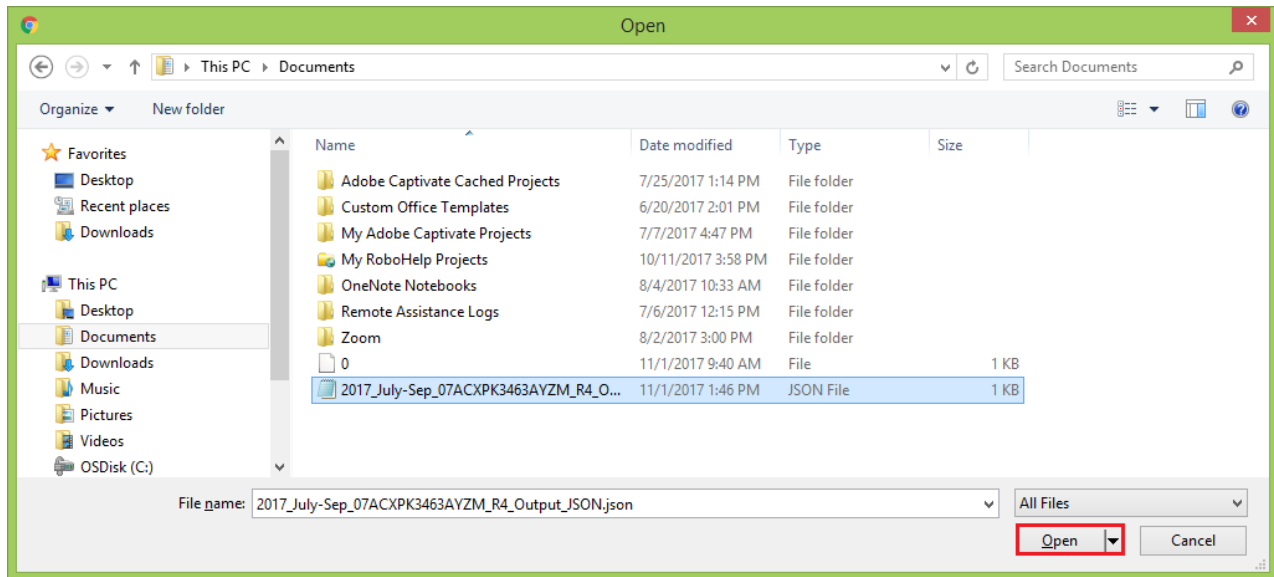 Open
This PC Documents
Search Documents
Organize New folder
Name Date modified Type Size
Favorites
Desktop
Recent places
Downloads
This PC
Desktop
Documents
Downloads
Music
Pictures
Videos
OSDisk (C:)
Adobe Captivate Cached Projects 7/25/2017 1:14 PM File folder
Custom Office Templates 6/20/2017 2:01 PM File folder
My Adobe Captivate Projects 7/7/2017 4:47 PM File folder
My RoboHelp Projects 10/11/2017 3:58 PM File folder
OneNote Notebooks 8/4/2017 10:33 AM File folder
Remote Assistance Logs 7/6/2017 12:15 PM File folder
Zoom 8/2/2017 3:00 PM File folder
0 11/1/2017 9:40 AM File 1 KB
2017_July-Sep_07ACXPK3463AYZM_R4_O... 11/1/2017 1:46 PM JSON File 1 KB
File name: 2017_July-Sep_07ACXPK3463AYZM_R4_Output_JSON.json
All Files
Open Cancel